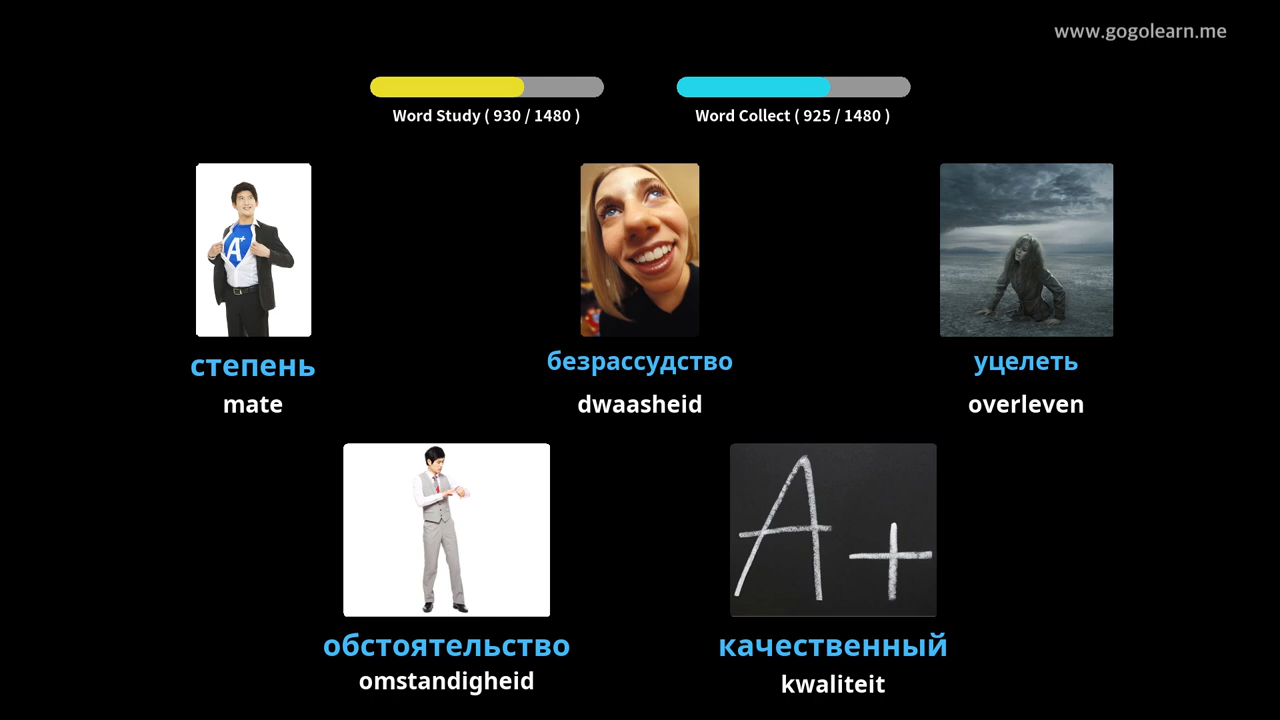 www.gogolearn.me
Word Study ( 930 / 1480 )
Word Collect ( 925 / 1480 )
степень
mate
безрассудство
dwaasheid
уцелеть
overleven
A+
обстоятельство
omstandigheid
A+
качественный
kwaliteit